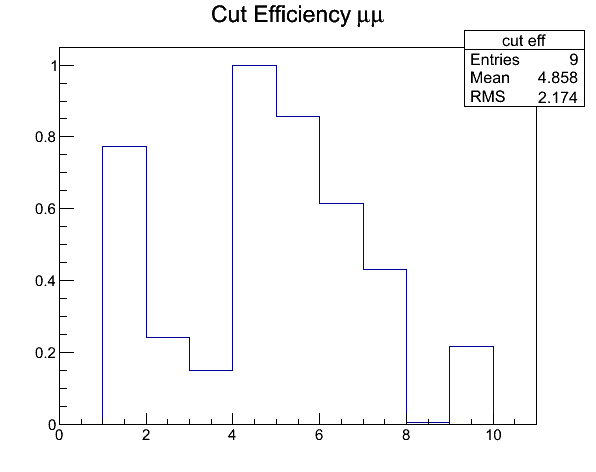 Cut Efficiency μμ
cut eff
Entries 9
Mean 4.858
RMS 2.174
1
0.8
0.6
0.4
0.2
0
0 2 4 6 8 10